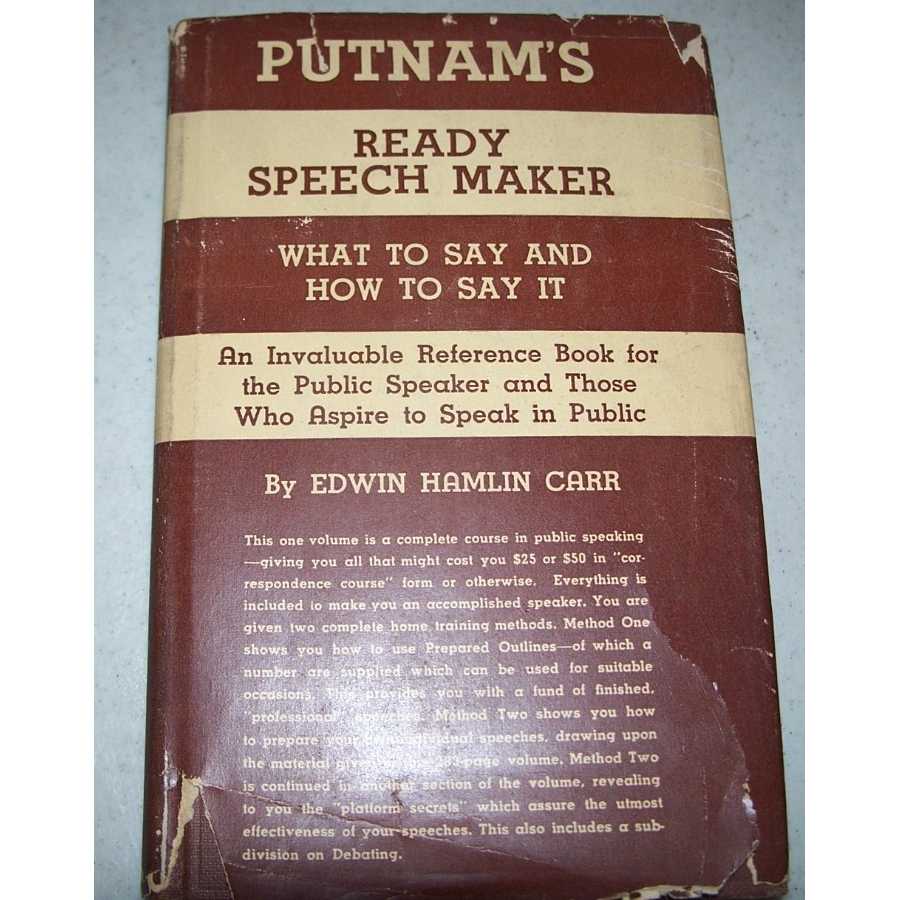 PUTNAM'S
READY
SPEECH MAKER
WHAT TO SAY AND
HOW TO SAY IT
An Invaluable Reference Book for
the Public Speaker and Those
Who Aspire to Speak in Public
By EDWIN HAMLIN CARR
This one volume is a complete course in public speaking
—giving you all that might cost you $25 or $50 in "cor-
respondence course" form or otherwise. Everything is
included to make you an accomplished speaker. You are
given two complete home training methods. Method One
shows you how to use Prepared Outlines—of which a
number are supplied which can be used for suitable
occasions. This provides you with a fund of finished,
"professional" speeches. Method Two shows you how
to prepare your individual speeches, drawing upon
the material given page volume. Method Two
is continued in another section of the volume, revealing
to you the "platform secrets" which assure the utmost
effectiveness of your speeches. This also includes a sub-
division on Debating.